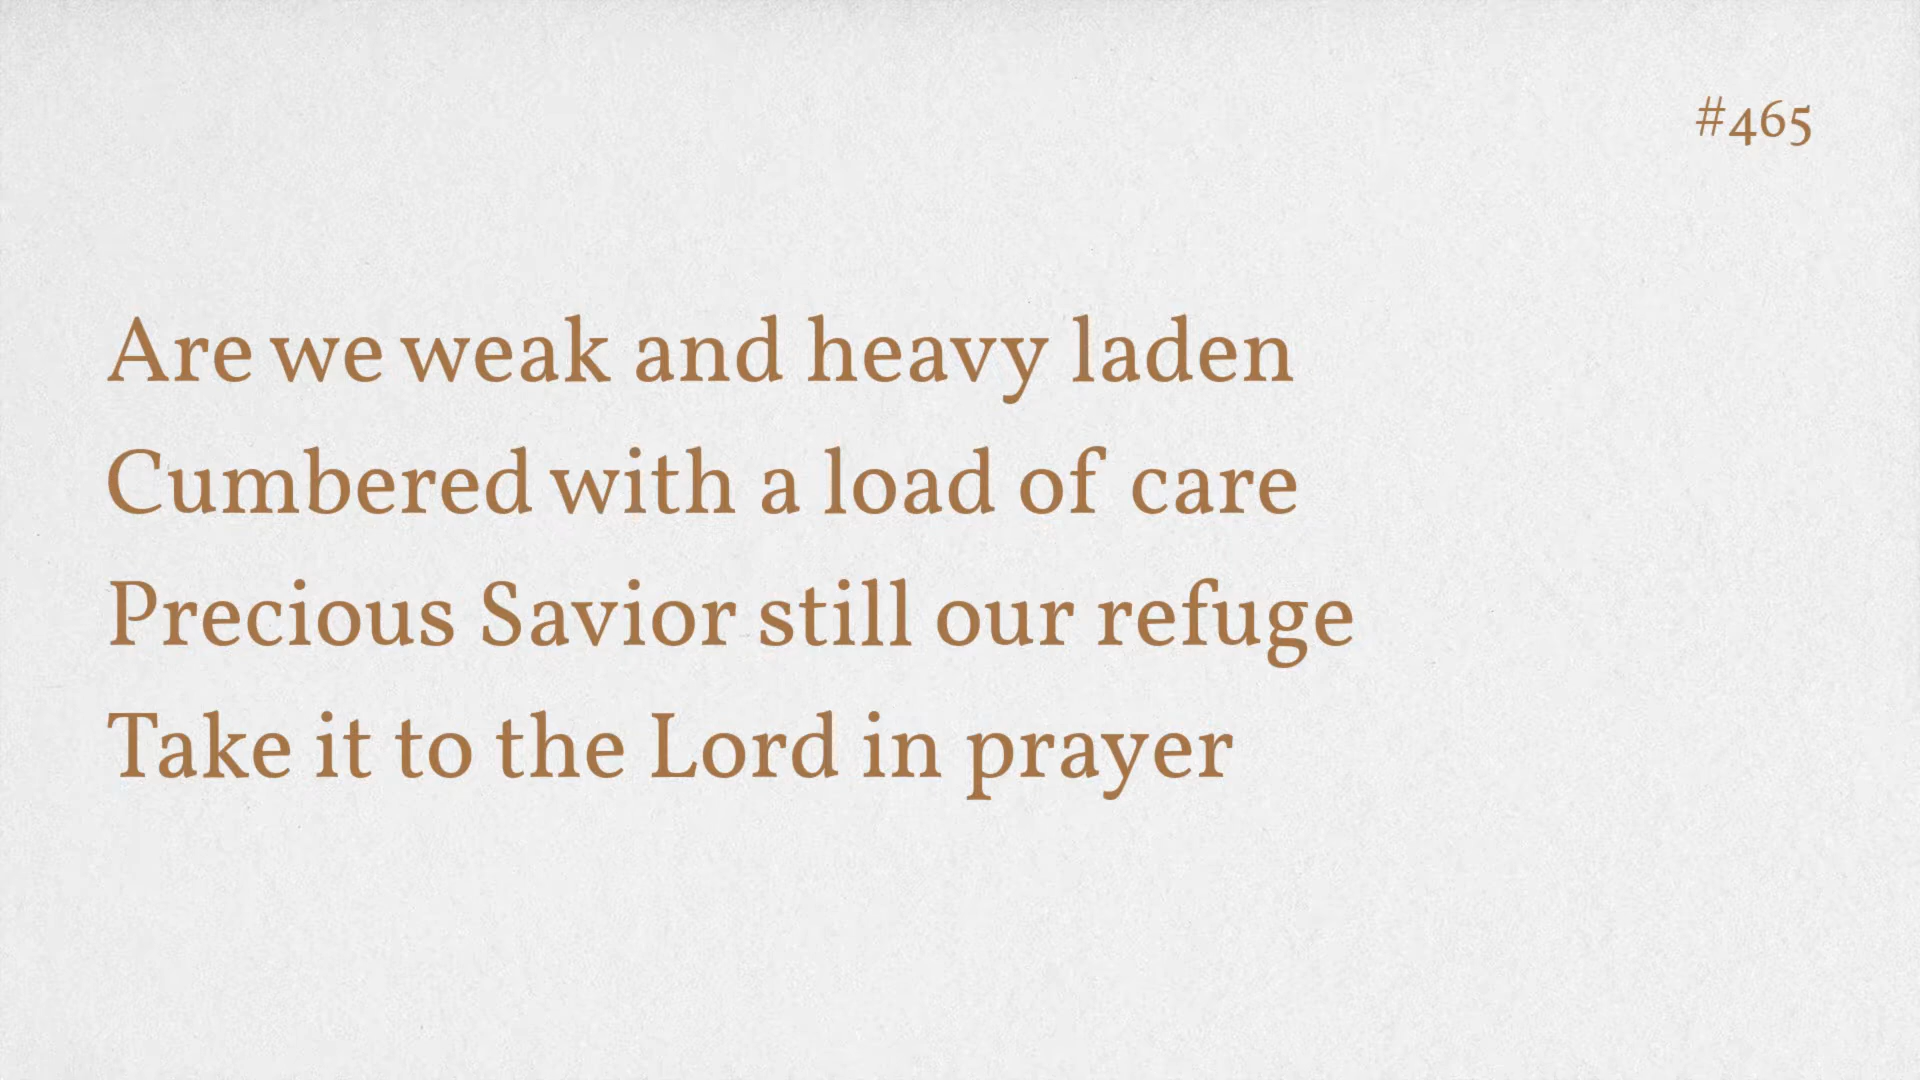 #465
Are we weak and heavy laden
Cumbered with a load of care
Precious Savior still our refuge
Take it to the Lord in prayer